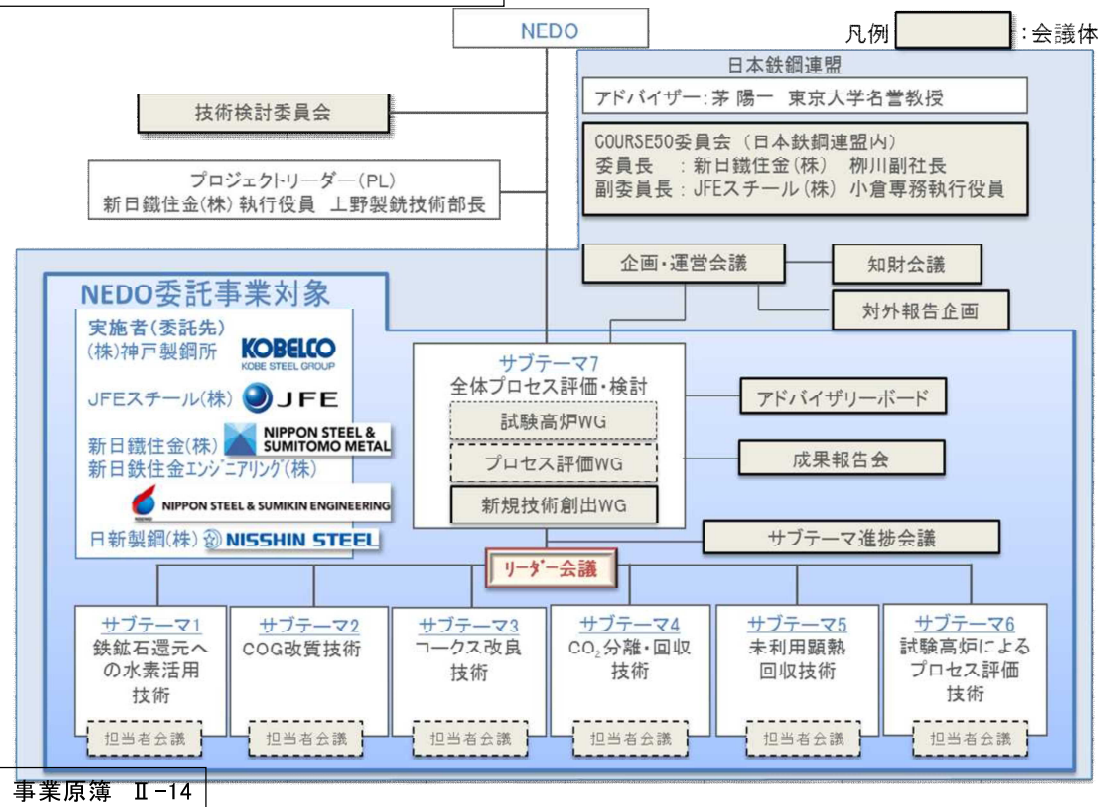 NEDO
凡例 :会議体
日本鉄鋼連盟
アドバイザー:茅 陽一 東京大学名誉教授
技術検討委員会
COURSE50委員会 (日本鉄鋼連盟内)
委員長 :新日鐵住金(株) 栁川副社長
副委員長:JFEスチール(株) 小倉専務執行役員
プロジェクトリーダー(PL)
新日鐵住金(株)執行役員 上野製銑技術部長
企画・運営会議
知財会議
対外報告企画
NEDO委託事業対象
実施者(委託先)
(株)神戸製鋼所
KOBELCO
KOBE STEEL GROUP
JFEスチール(株)
JFE
新日鐵住金(株)
NIPPON STEEL &
SUMITOMO METAL
新日鉄住金エンジニアリング(株)
NIPPON STEEL & SUMIKIN ENGINEERING
日新製鋼(株)
NISSHIN STEEL
サブテーマ7
全体プロセス評価・検討
試験高炉WG
プロセス評価WG
新規技術創出WG
アドバイザリーボード
成果報告会
サブテーマ進捗会議
リーダー会議
サブテーマ1
鉄鉱石還元へ
の水素活用
技術
担当者会議
サブテーマ2
COG改質技術
担当者会議
サブテーマ3
コークス改良
技術
担当者会議
サブテーマ4
CO₂分離・回収
技術
担当者会議
サブテーマ5
未利用顕熱
回収技術
担当者会議
サブテーマ6
試験高炉による
プロセス評価
技術
担当者会議
事業原簿 Ⅱ-14